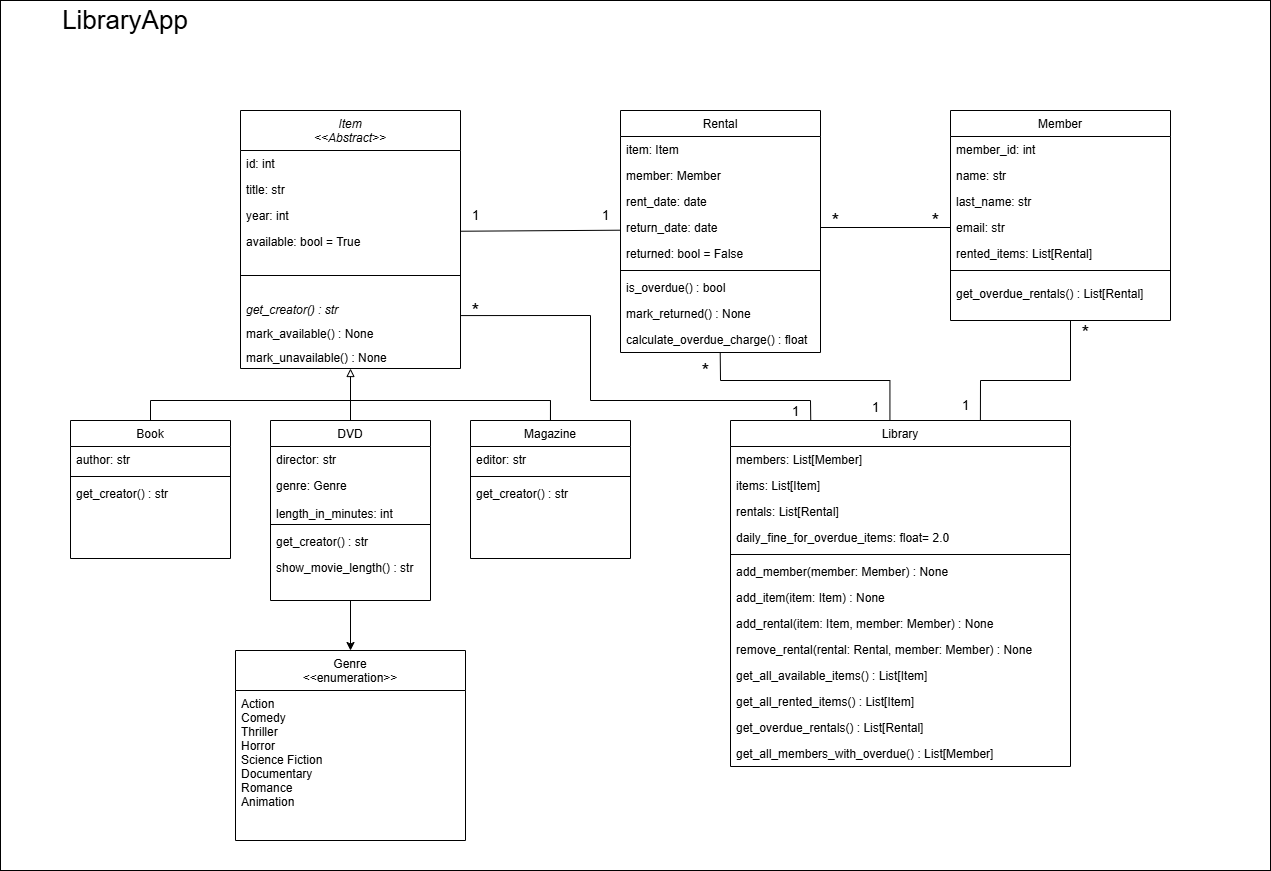 LibraryApp
Item
<<Abstract>>
id: int
title: str
year: int
available: bool = True
get_creator() : str
mark_available() : None
mark_unavailable() : None
1
1
*
Rental
item: Item
member: Member
rent_date: date
return_date: date
returned: bool = False
is_overdue() : bool
mark_returned() : None
calculate_overdue_charge() : float
*
*
*
Member
member_id: int
name: str
last_name: str
email: str
rented_items: List[Rental]
get_overdue_rentals() : List[Rental]
*
1
1
1
Book
author: str
get_creator() : str
DVD
director: str
genre: Genre
length_in_minutes: int
get_creator() : str
show_movie_length() : str
Magazine
editor: str
get_creator() : str
Library
members: List[Member]
items: List[Item]
rentals: List[Rental]
daily_fine_for_overdue_items: float= 2.0
add_member(member: Member) : None
add_item(item: Item) : None
add_rental(item: Item, member: Member) : None
remove_rental(rental: Rental, member: Member) : None
get_all_available_items() : List[Item]
get_all_rented_items() : List[Item]
get_overdue_rentals() : List[Rental]
get_all_members_with_overdue() : List[Member]
Genre
<<enumeration>>
Action
Comedy
Thriller
Horror
Science Fiction
Documentary
Romance
Animation